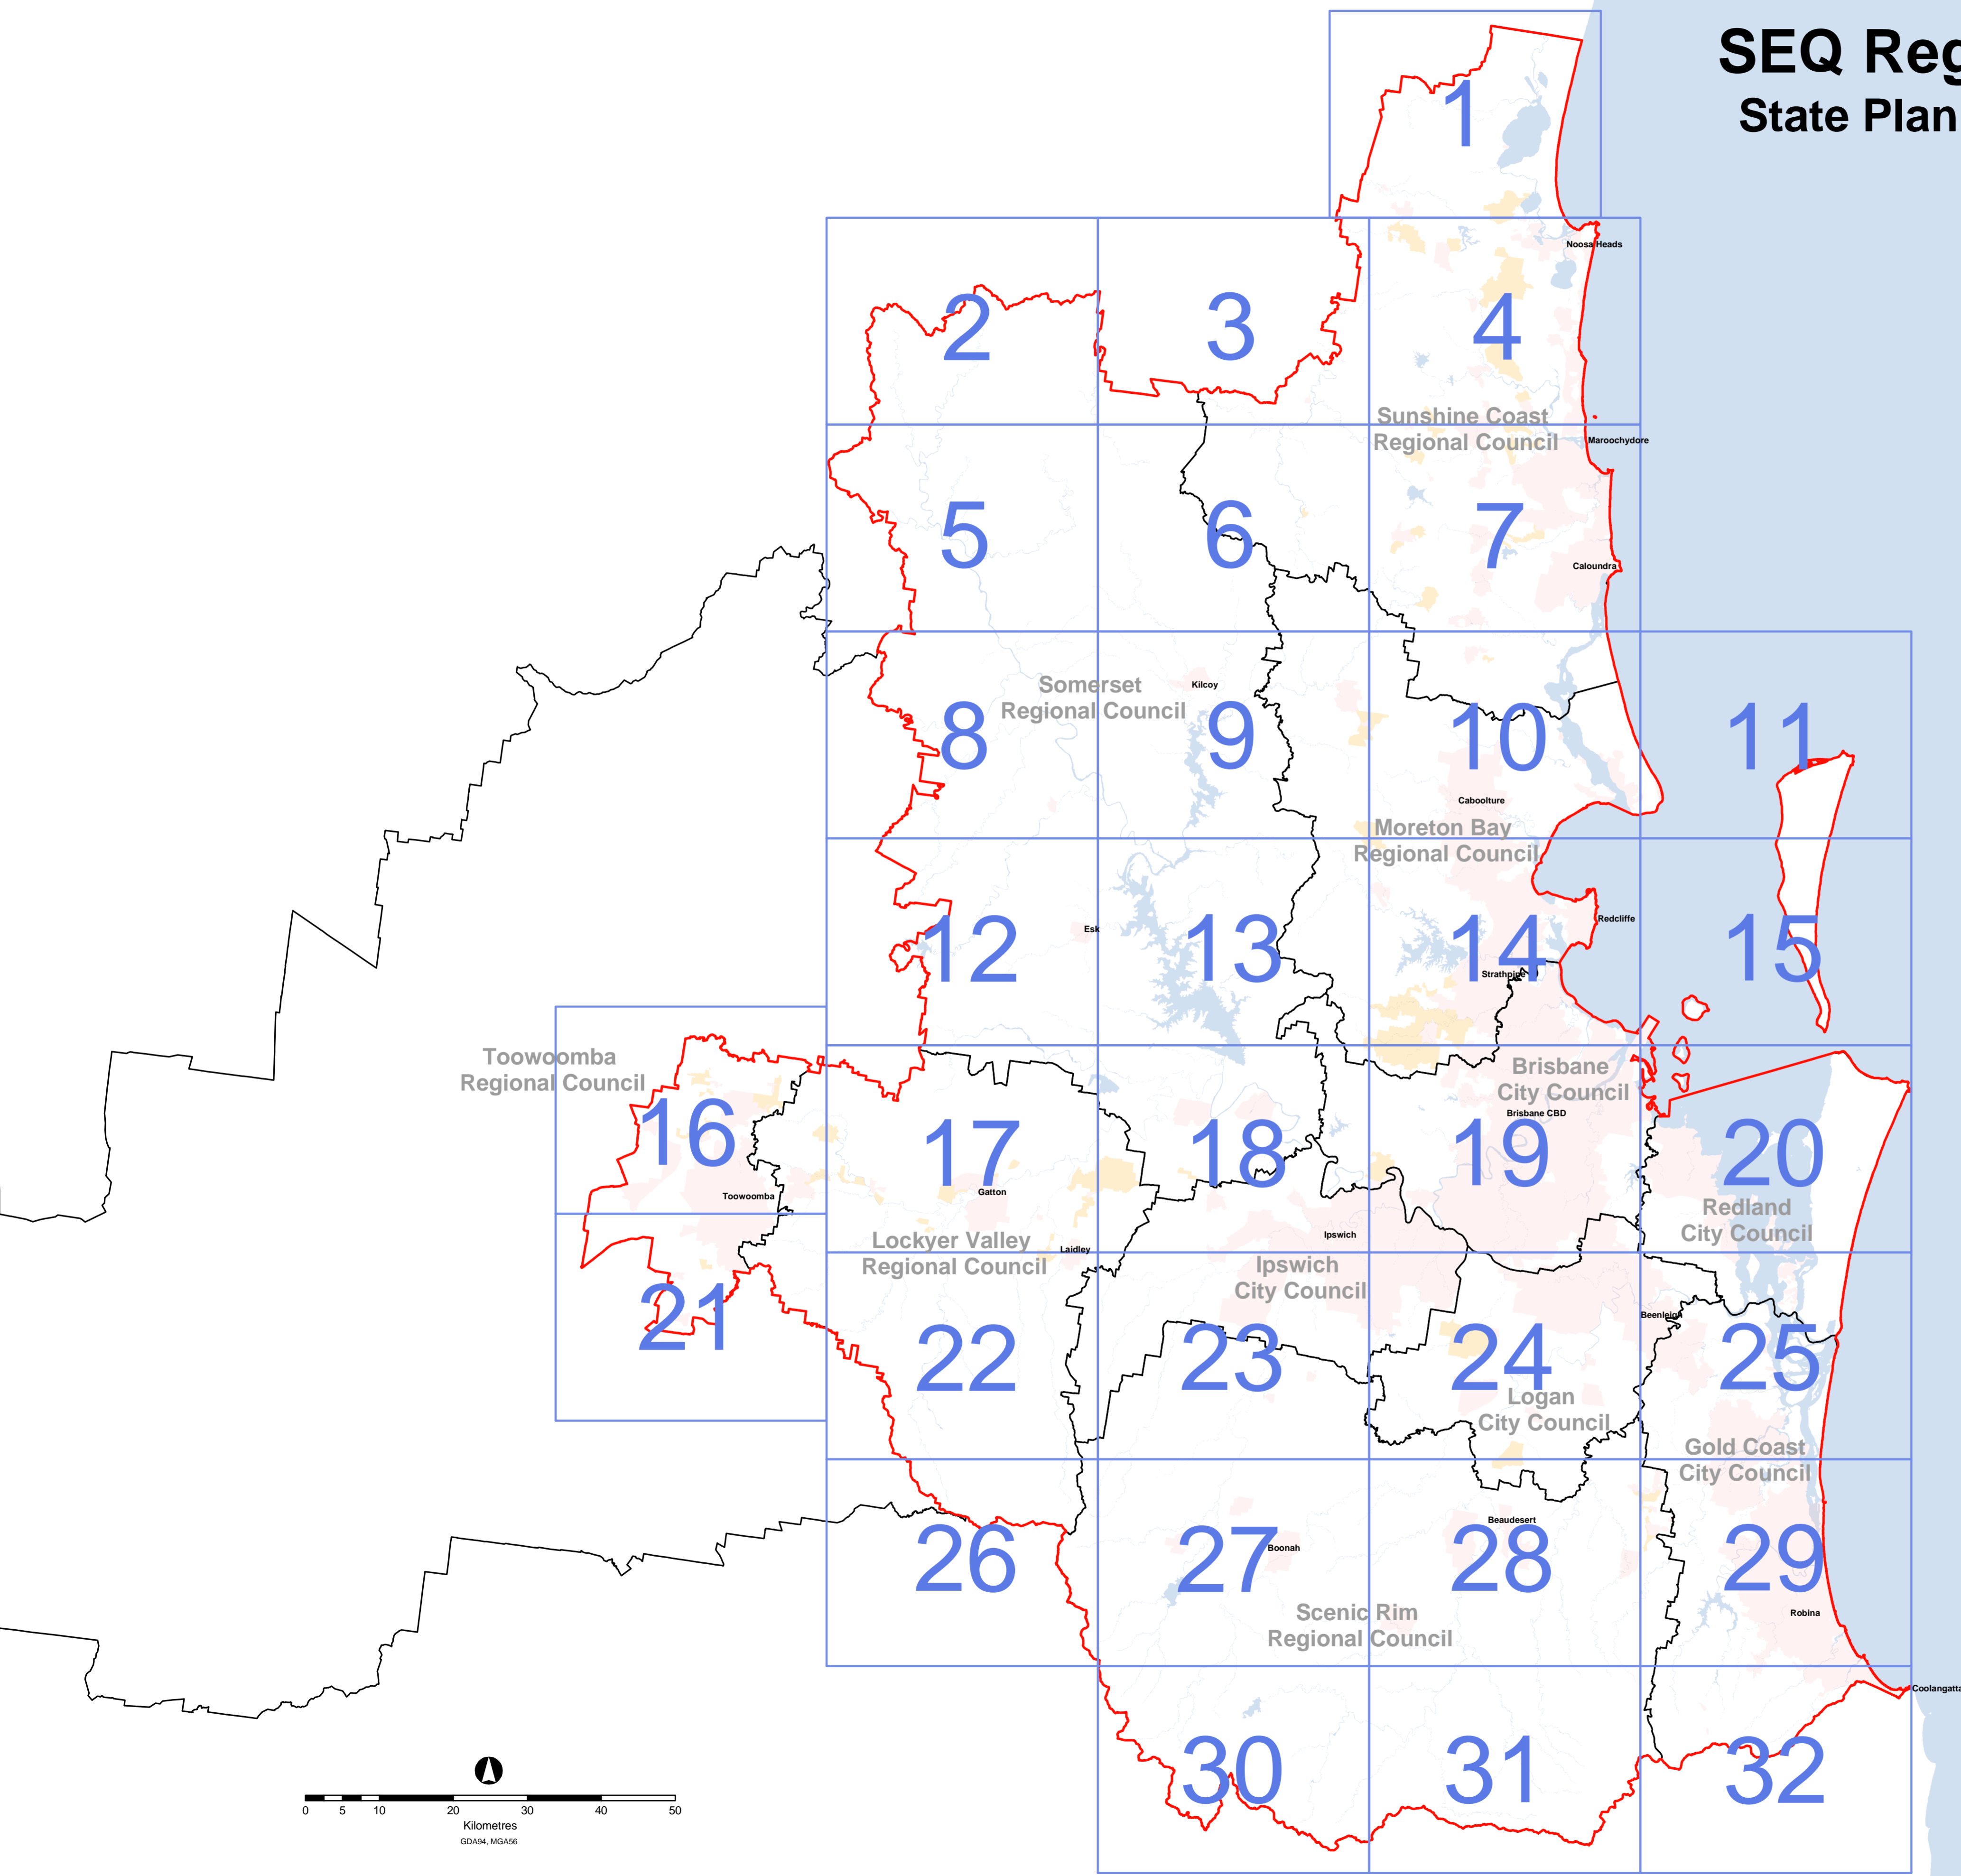 SEQ Reg
State Plan
1
Noosa Heads
2
3
4
Sunshine Coast
Regional Council
Maroochydore
5
6
7
Caloundra
Somerset
Regional Council
Kilcoy
8
9
10
11
Caboolture
Moreton Bay
Regional Council
Redcliffe
Esk
12
13
14
15
Strathpine
Toowoomba
Regional Council
Brisbane
City Council
Brisbane CBD
16
17
18
19
20
Gatton
Toowoomba
Redland
City Council
Lockyer Valley
Regional Council
Laidley
Ipswich
Ipswich
City Council
Beenleigh
21
22
23
24
25
Logan
City Council
Gold Coast
City Council
Beaudesert
Boonah
26
27
28
29
Scenic Rim
Regional Council
Robina
Coolangatta
30
31
32
0 5 10 20 30 40 50
Kilometres
GDA94, MGA56